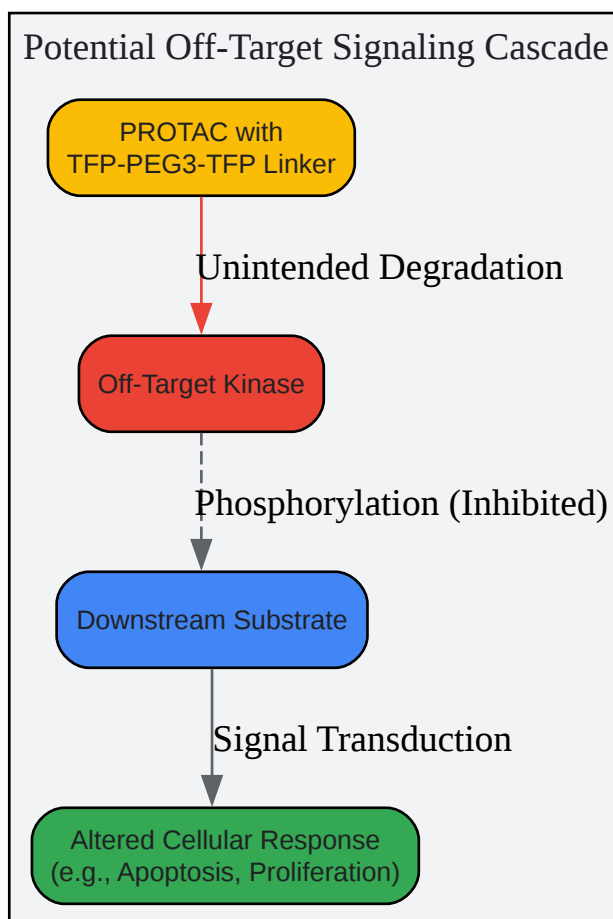 Potential Off-Target Signaling Cascade
PROTAC with
TFP-PEG3-TFP Linker
Unintended Degradation
Off-Target Kinase
Phosphorylation (Inhibited)
Downstream Substrate
Signal Transduction
Altered Cellular Response
(e.g., Apoptosis, Proliferation)